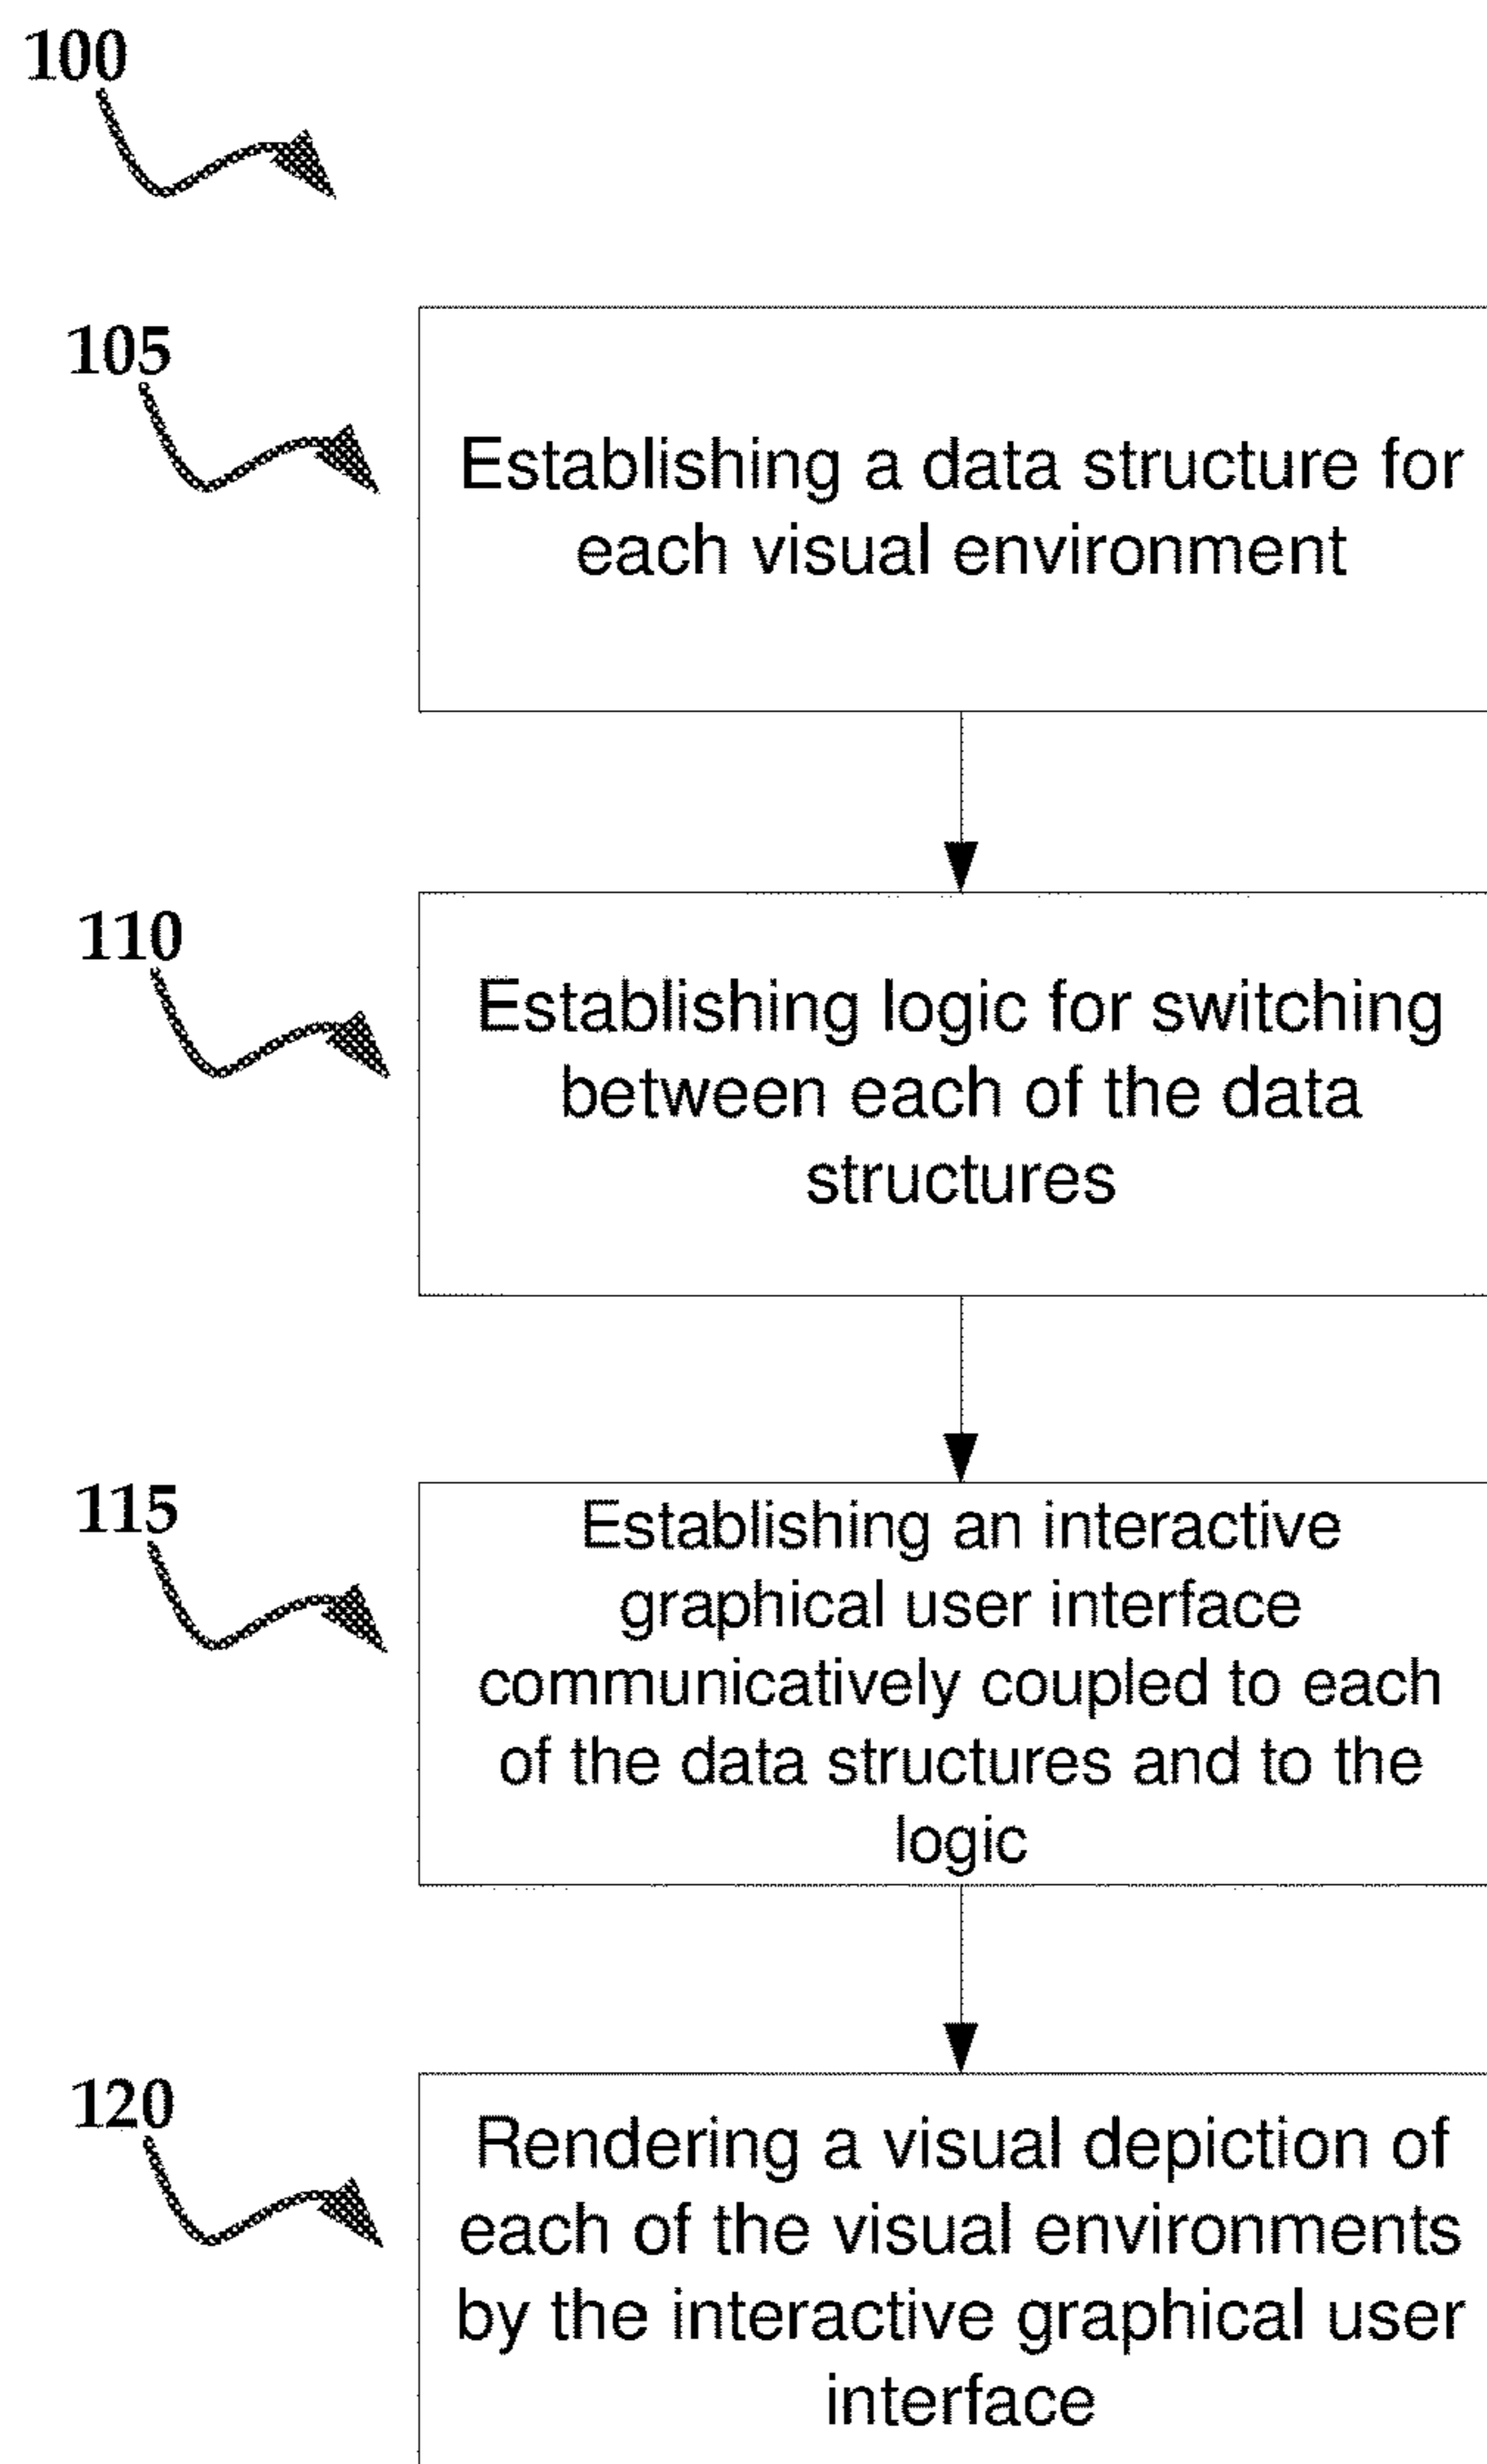 100
105
Establishing a data structure for
each visual environment
110
Establishing logic for switching
between each of the data
structures
115
Establishing an interactive
graphical user interface
communicatively coupled to each
of the data structures and to the
logic
120
Rendering a visual depiction of
each of the visual environments
by the interactive graphical user
interface